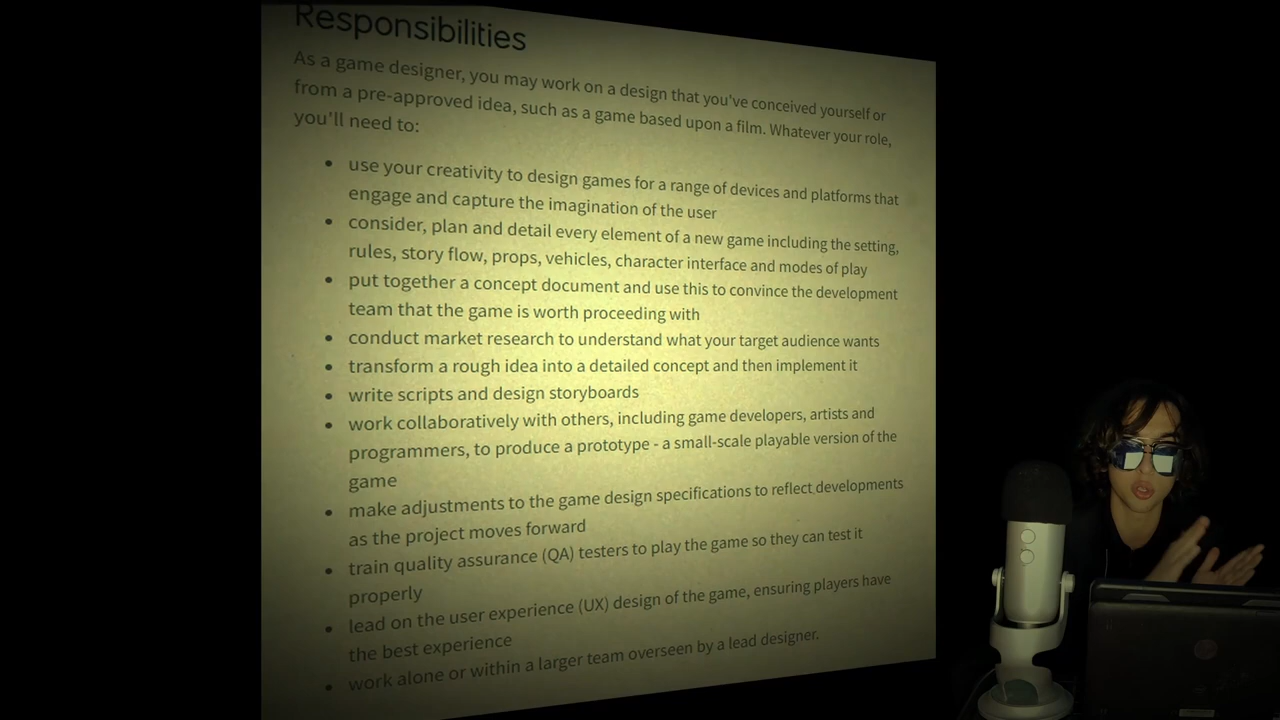 Responsibilities
As a game designer, you may work on a design that you've conceived yourself or
from a pre-approved idea, such as a game based upon a film. Whatever your role,
you'll need to:
• use your creativity to design games for a range of devices and platforms that
engage and capture the imagination of the user
• consider, plan and detail every element of a new game including the setting,
rules, story flow, props, vehicles, character interface and modes of play
• put together a concept document and use this to convince the development
team that the game is worth proceeding with
• conduct market research to understand what your target audience wants
• transform a rough idea into a detailed concept and then implement it
• write scripts and design storyboards
• work collaboratively with others, including game developers, artists and
programmers, to produce a prototype - a small-scale playable version of the
game
• make adjustments to the game design specifications to reflect developments
as the project moves forward
• train quality assurance (QA) testers to play the game so they can test it
properly
• lead on the user experience (UX) design of the game, ensuring players have
the best experience
• work alone or within a larger team overseen by a lead designer.